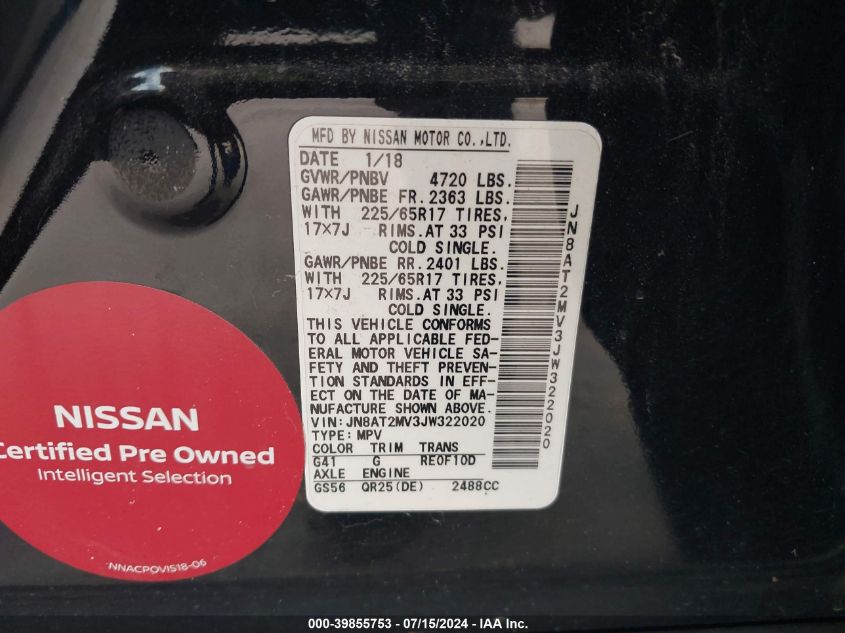 MFD BY NISSAN MOTOR CO.,LTD.
DATE 1/18
GVWR/PNBV 4720 LBS.
GAWR/PNBE FR. 2363 LBS.
WITH 225/65R17 TIRES,
17×7J RIMS.AT 33 PSI
COLD SINGLE.
GAWR/PNBE RR. 2401 LBS.
WITH 225/65R17 TIRES,
17×7J RIMS.AT 33 PSI
COLD SINGLE.
THIS VEHICLE CONFORMS
TO ALL APPLICABLE FED-
ERAL MOTOR VEHICLE SA-
FETY AND THEFT PREVEN-
TION STANDARDS IN EFF-
ECT ON THE DATE OF MA-
NUFACTURE SHOWN ABOVE.
VIN:JN8AT2MV3JW322020
TYPE:MPV
COLOR TRIM TRANS
G41 G RE0F10D
AXLE ENGINE
GS56 QR25(DE) 2488CC
JN8AT2MV3JW322020
NISSAN
Certified Pre Owned
Intelligent Selection
NNACPOVIS18-06
000-39855753 - 07/15/2024 - IAA Inc.